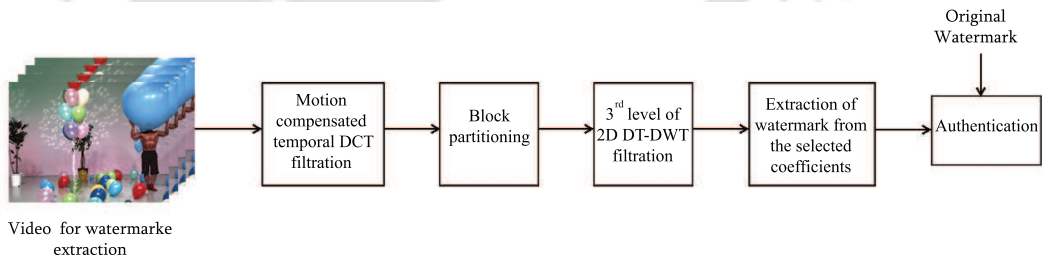 Original
Watermark
Motion
compensated
temporal DCT
filtration
Block
partitioning
3rd level of
2D DT-DWT
filtration
Extraction of
watermark from
the selected
coefficients
Authentication
Video for watermarke
extraction